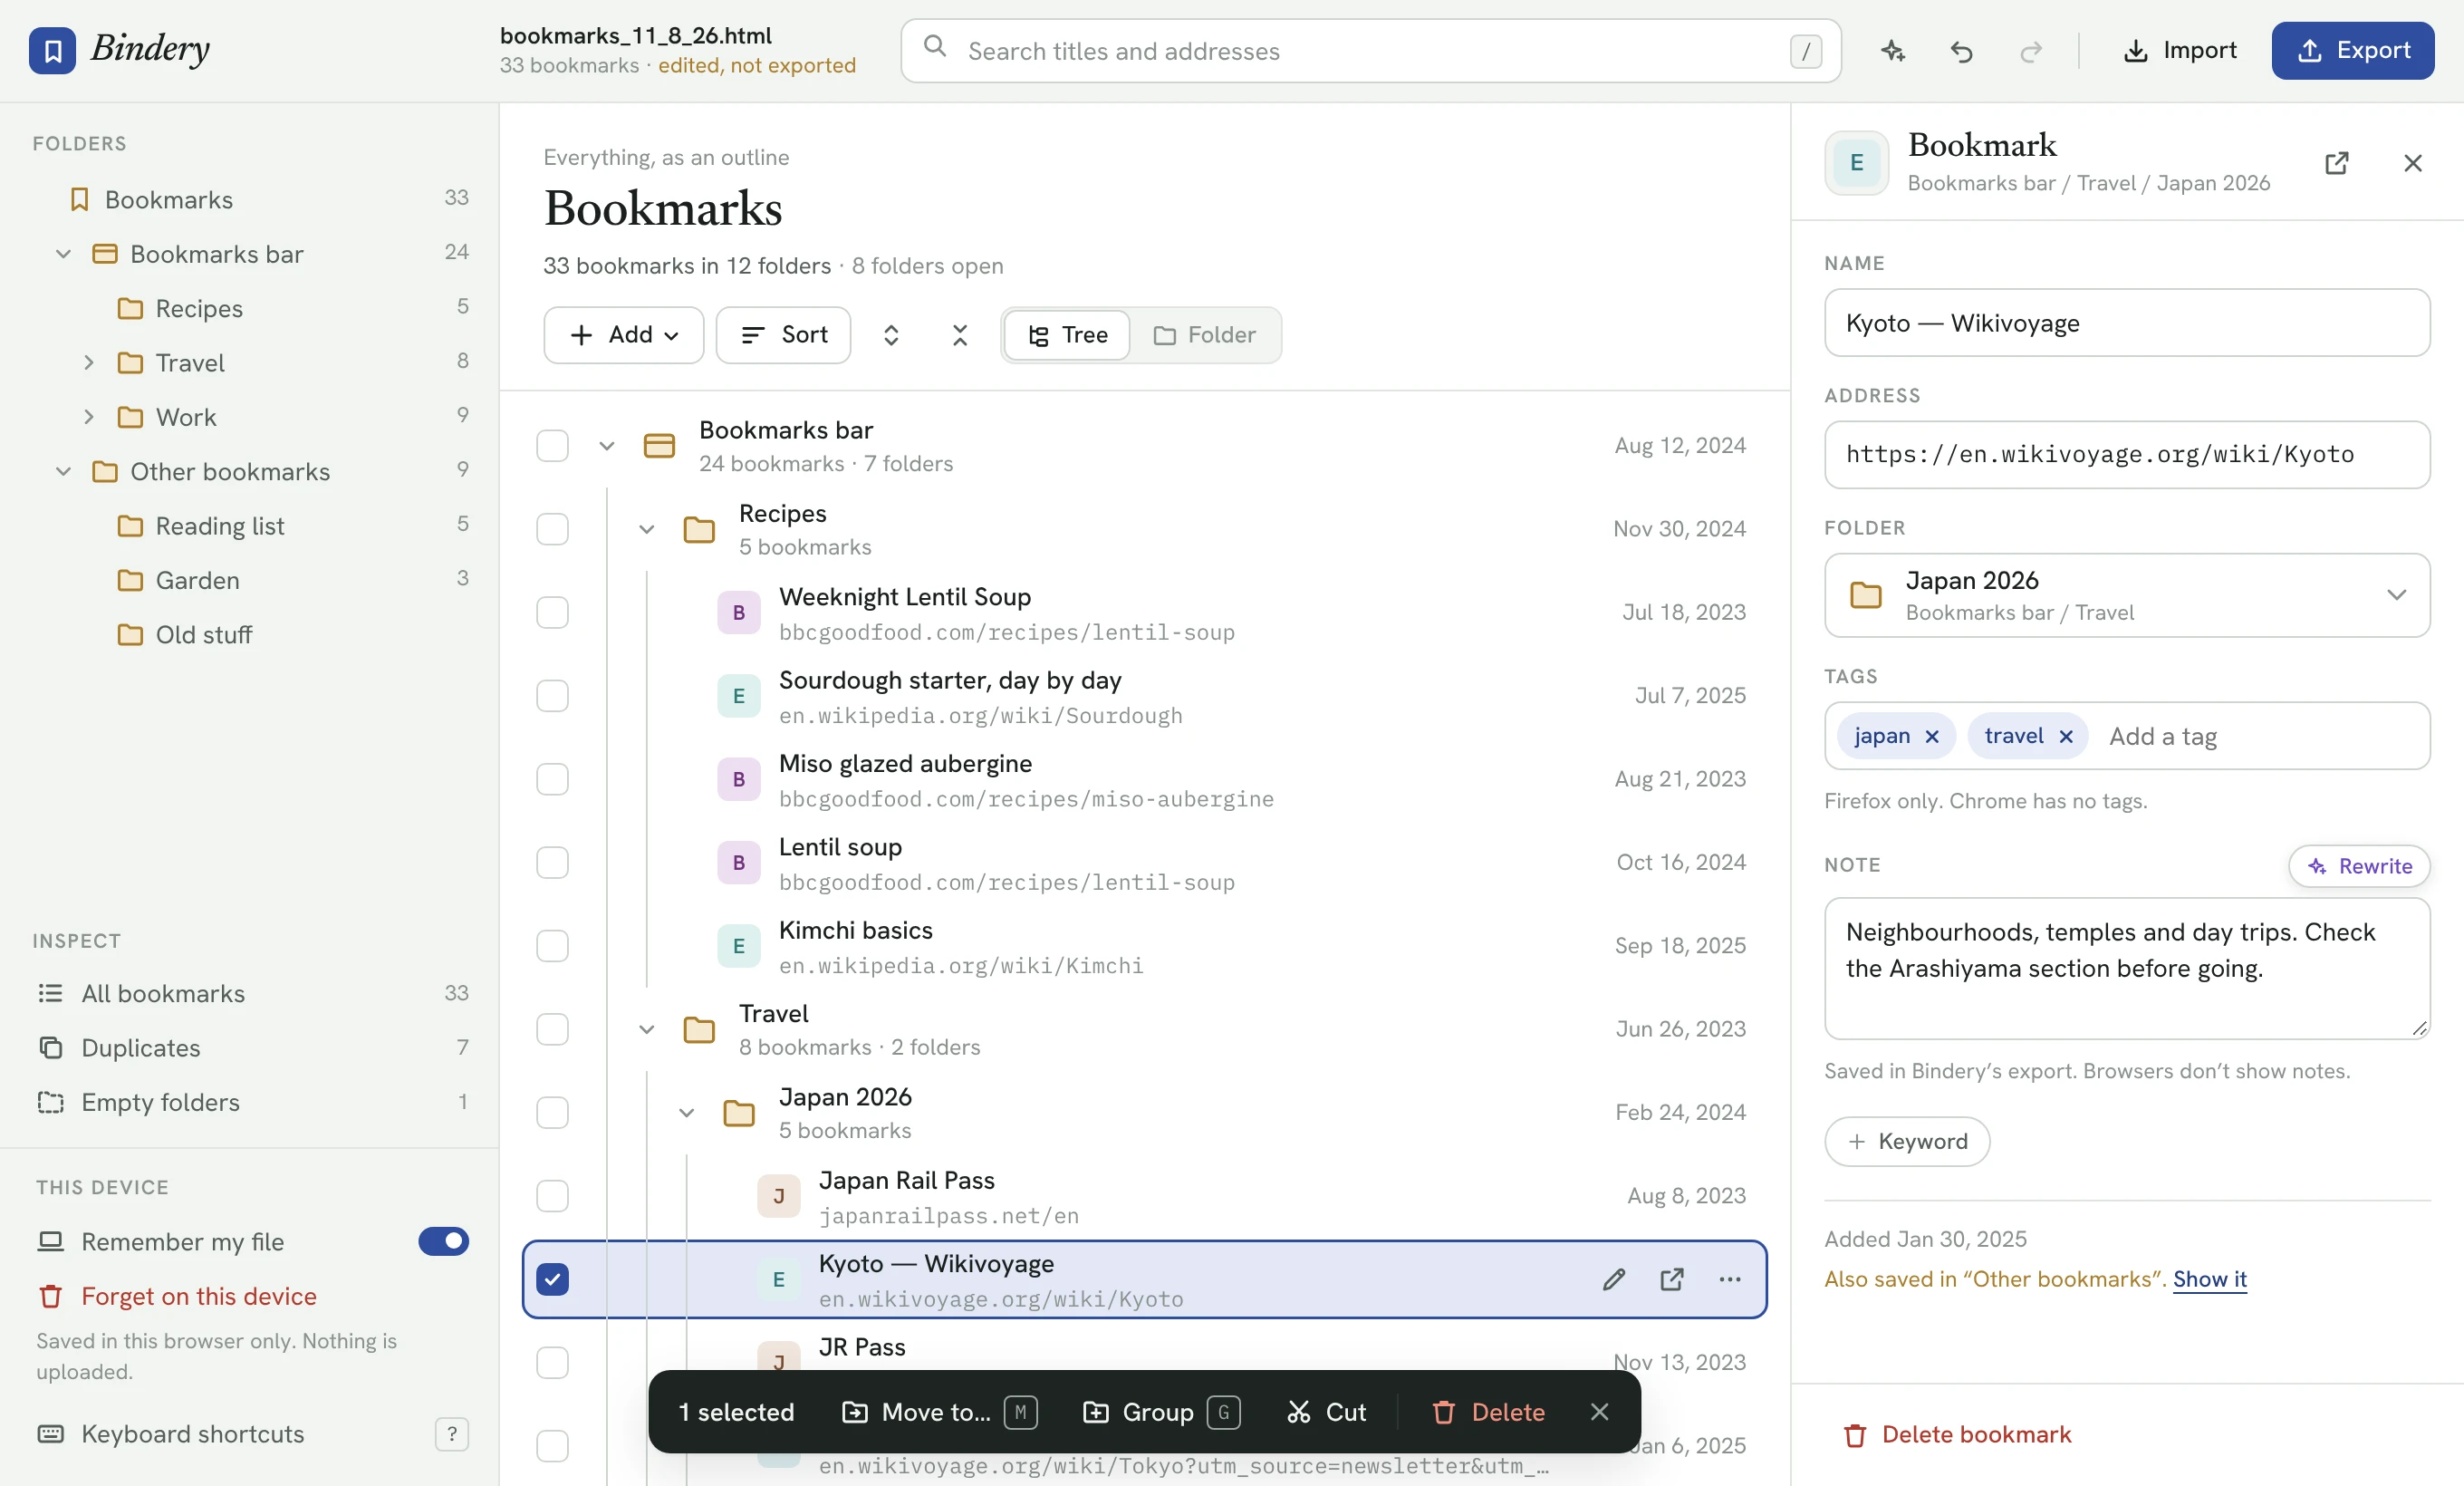 Bindery
bookmarks_11_8_26.html
33 bookmarks · edited, not exported
Search titles and addresses
/
Import
Export
FOLDERS
Bookmarks 33
Bookmarks bar 24
Recipes 5
Travel 8
Work 9
Other bookmarks 9
Reading list 5
Garden 3
Old stuff
INSPECT
All bookmarks 33
Duplicates 7
Empty folders 1
THIS DEVICE
Remember my file
Forget on this device
Saved in this browser only. Nothing is
uploaded.
Keyboard shortcuts ?
Everything, as an outline
Bookmarks
33 bookmarks in 12 folders · 8 folders open
Add
Sort
Tree
Folder
Bookmarks bar
24 bookmarks · 7 folders
Aug 12, 2024
Recipes
5 bookmarks
Nov 30, 2024
B
Weeknight Lentil Soup
bbcgoodfood.com/recipes/lentil-soup
Jul 18, 2023
E
Sourdough starter, day by day
en.wikipedia.org/wiki/Sourdough
Jul 7, 2025
B
Miso glazed aubergine
bbcgoodfood.com/recipes/miso-aubergine
Aug 21, 2023
B
Lentil soup
bbcgoodfood.com/recipes/lentil-soup
Oct 16, 2024
E
Kimchi basics
en.wikipedia.org/wiki/Kimchi
Sep 18, 2025
Travel
8 bookmarks · 2 folders
Jun 26, 2023
Japan 2026
5 bookmarks
Feb 24, 2024
J
Japan Rail Pass
japanrailpass.net/en
Aug 8, 2023
E
Kyoto — Wikivoyage
en.wikivoyage.org/wiki/Kyoto
J
JR Pass
Nov 13, 2023
1 selected
Move to... M
Group G
Cut
Delete
Jan 6, 2025
en.wikivoyage.org/wiki/Tokyo?utm_source=newsletter&utm_…
E
Bookmark
Bookmarks bar / Travel / Japan 2026
NAME
Kyoto — Wikivoyage
ADDRESS
https://en.wikivoyage.org/wiki/Kyoto
FOLDER
Japan 2026
Bookmarks bar / Travel
TAGS
japan
travel
Add a tag
Firefox only. Chrome has no tags.
NOTE
Rewrite
Neighbourhoods, temples and day trips. Check
the Arashiyama section before going.
Saved in Bindery’s export. Browsers don’t show notes.
Keyword
Added Jan 30, 2025
Also saved in “Other bookmarks”. Show it
Delete bookmark